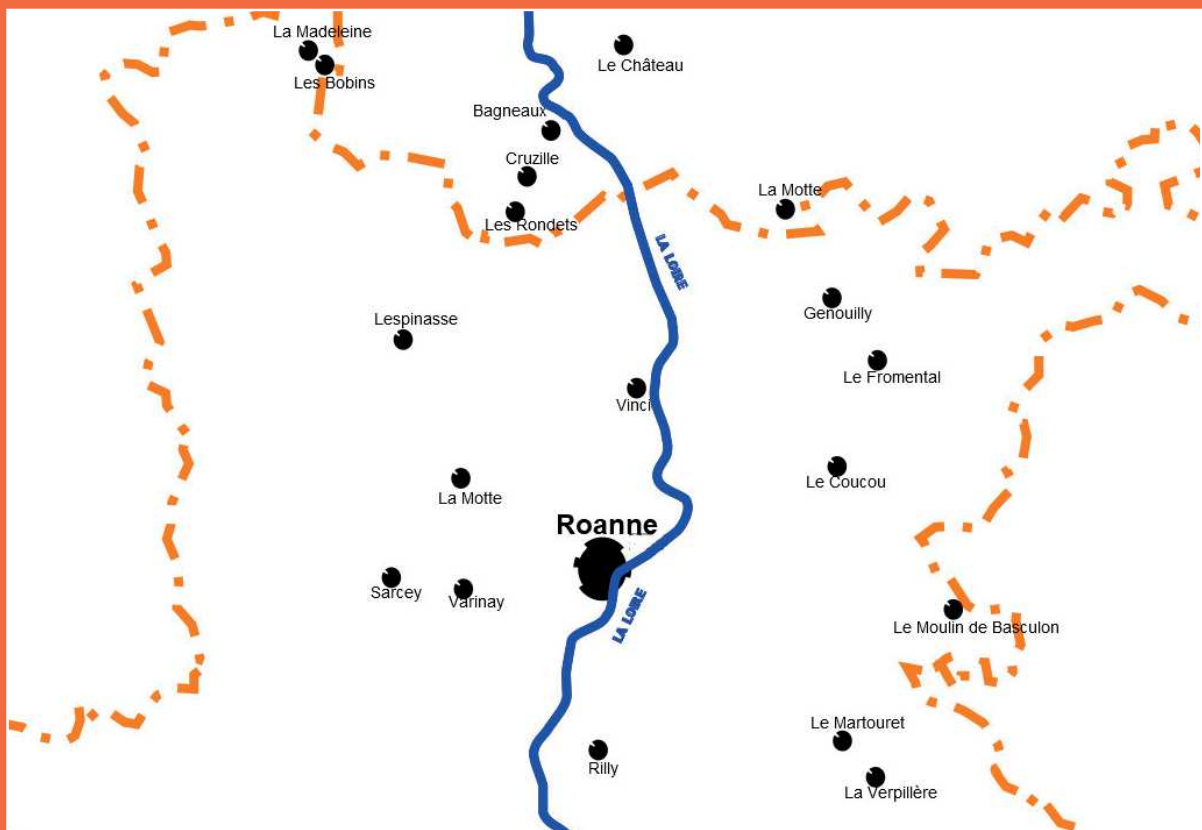 La Madeleine
Le Château
Les Bobins
Bagneaux
Cruzille
La Motte
Les Rondets
LA LOIRE
Genouilly
Lespinasse
Le Fromental
Vinci
Le Coucou
La Motte
Roanne
Sarcey
Varinay
LA LOIRE
Le Moulin de Basculon
Le Martouret
Rilly
La Verpillère